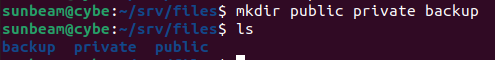 sunbeam@cybe:~/srv/files$ mkdir public private backup
sunbeam@cybe:~/srv/files$ ls
backup  private  public